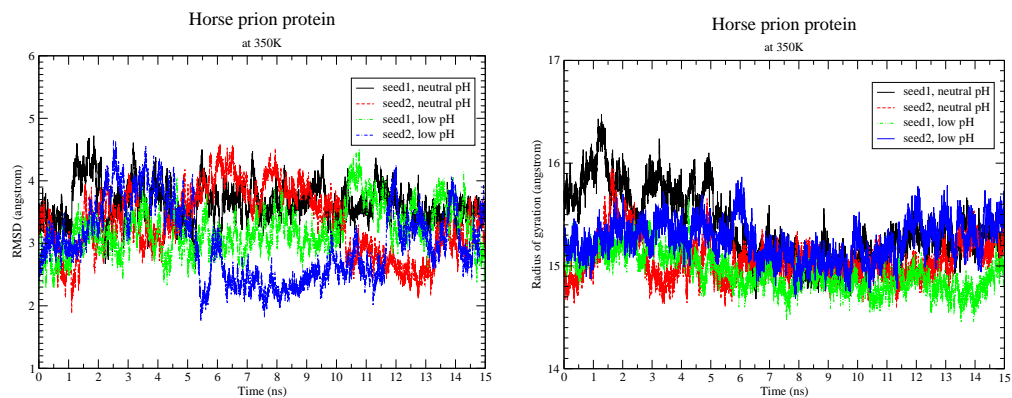 Horse prion protein
at 350K
6
5
4
3
2
1
RMSD (angstrom)
seed1, neutral pH
seed2, neutral pH
seed1, low pH
seed2, low pH
0 1 2 3 4 5 6 7 8 9 10 11 12 13 14 15
Time (ns)
Horse prion protein
at 350K
17
16
15
14
Radius of gyration (angstrom)
seed1, neutral pH
seed2, neutral pH
seed1, low pH
seed2, low pH
0 1 2 3 4 5 6 7 8 9 10 11 12 13 14 15
Time (ns)